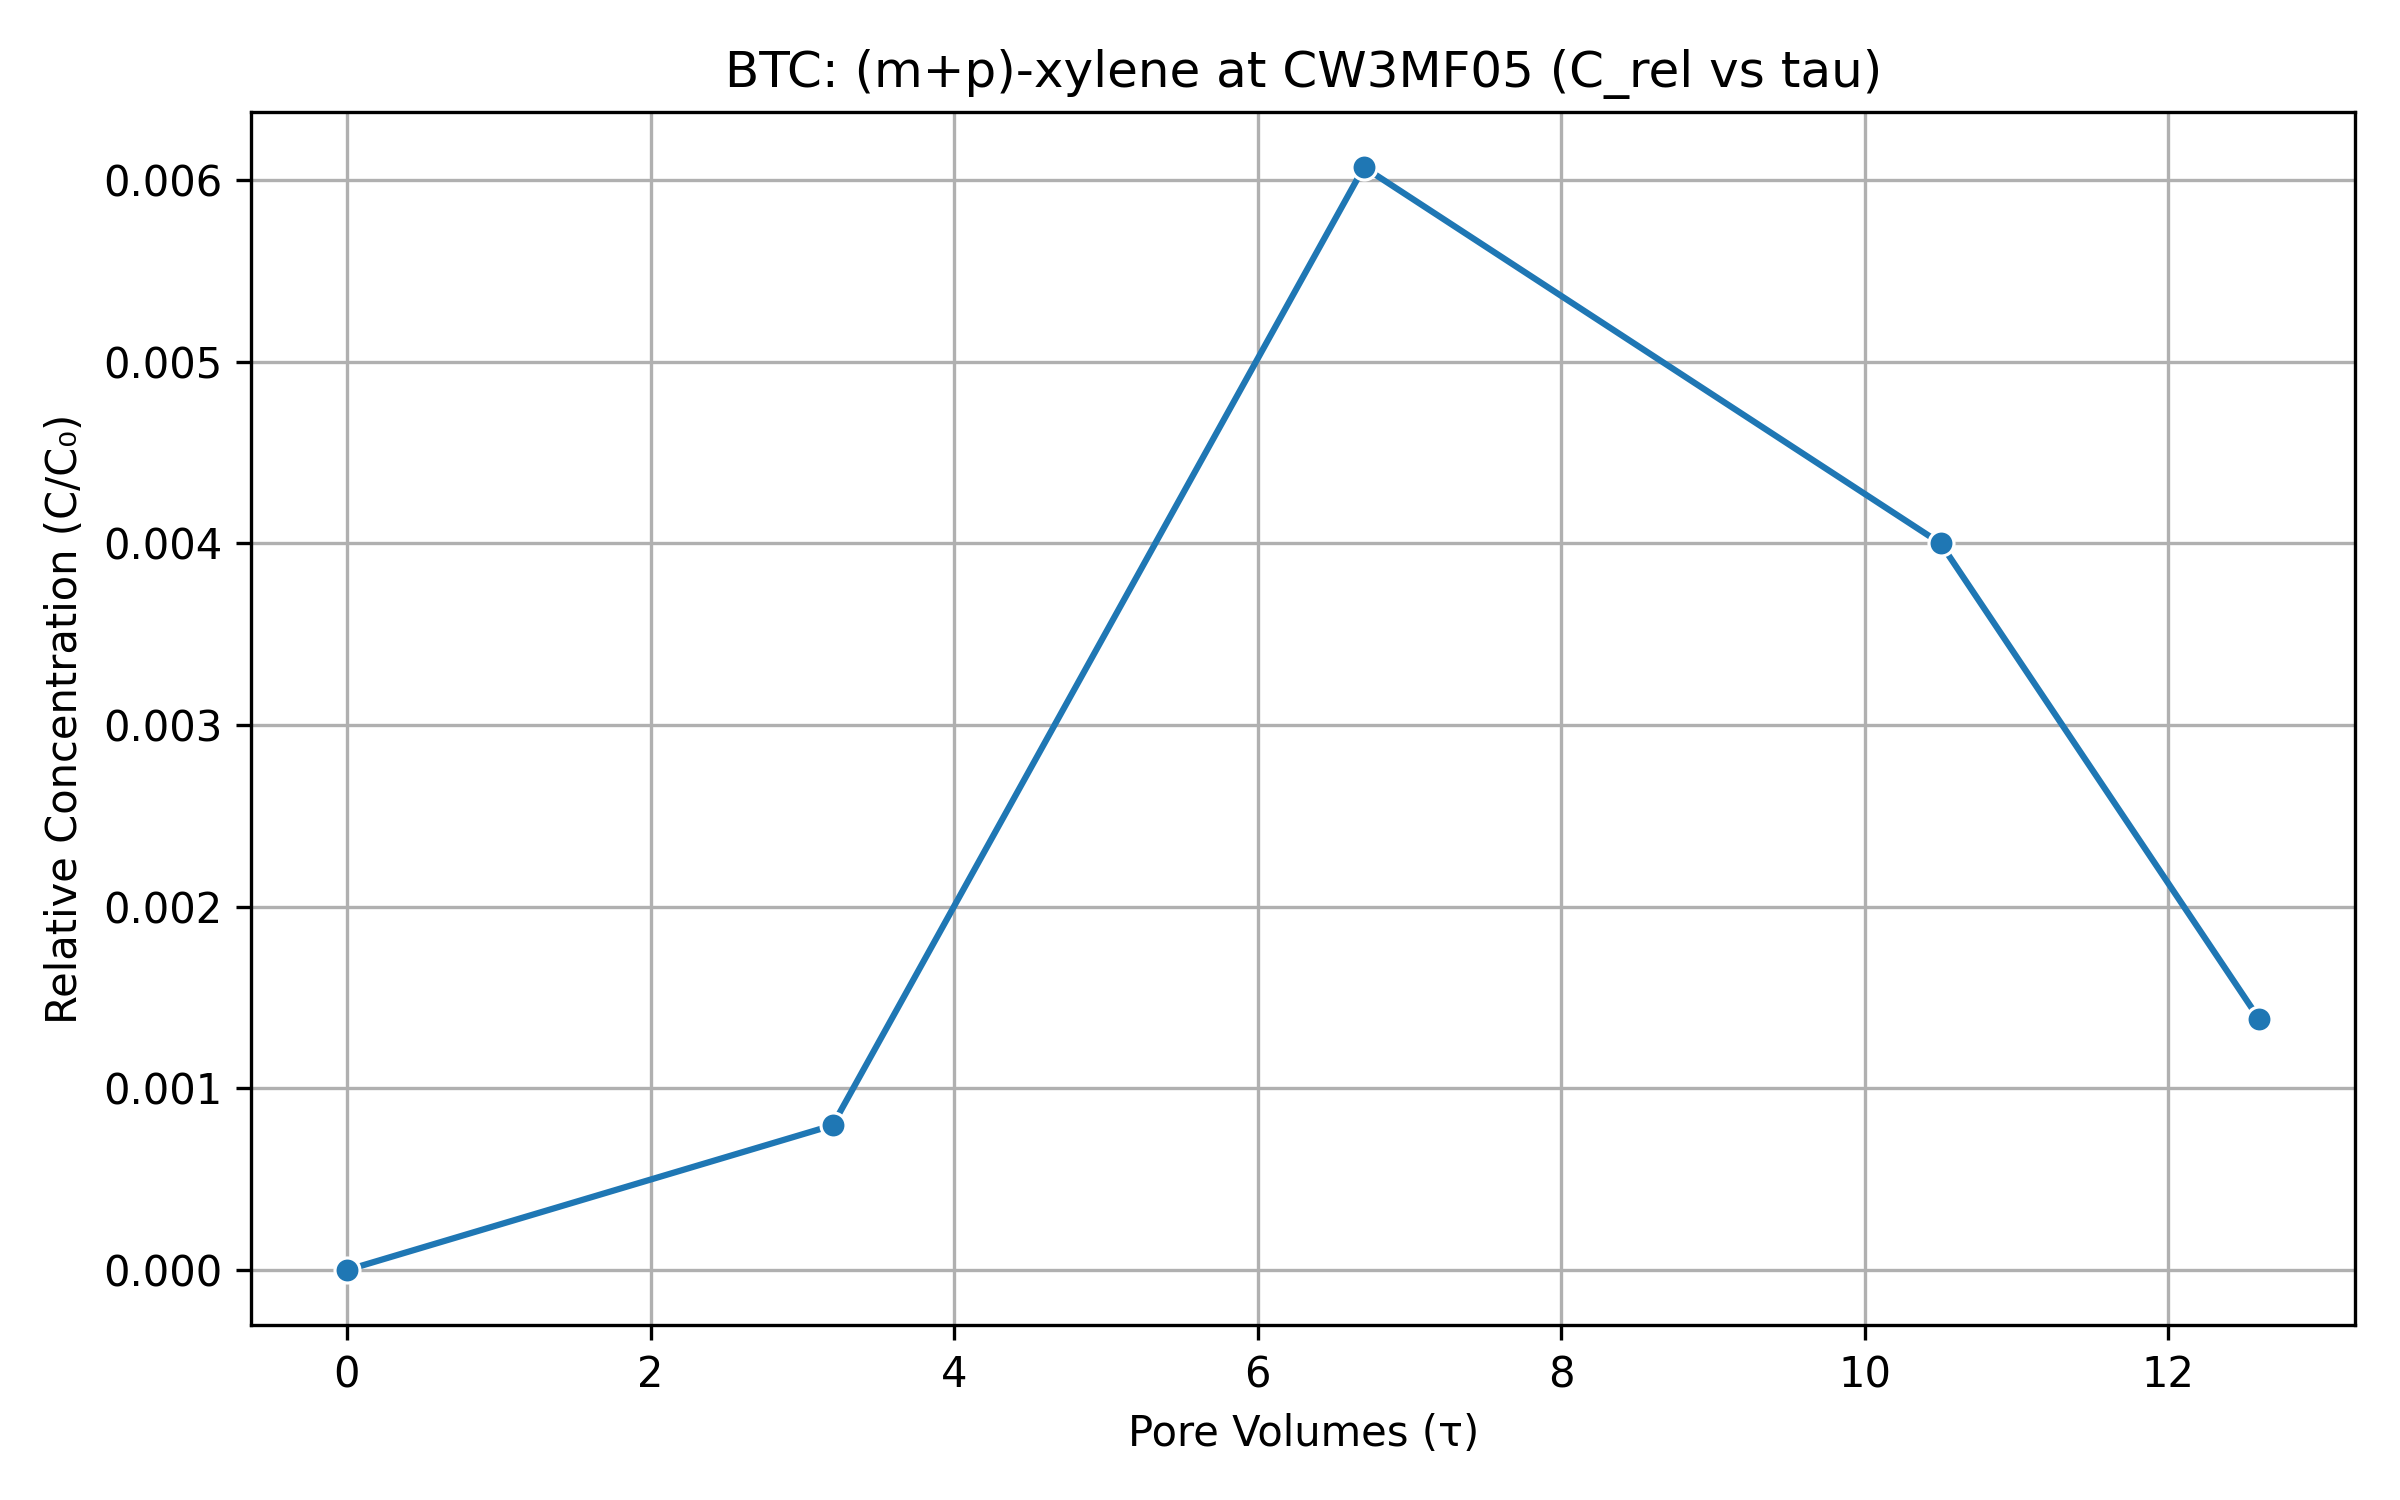 BTC: (m+p)-xylene at CW3MF05 (C_rel vs tau)
Relative Concentration (C/C₀)
0.006
0.005
0.004
0.003
0.002
0.001
0.000
0 2 4 6 8 10 12
Pore Volumes (τ)